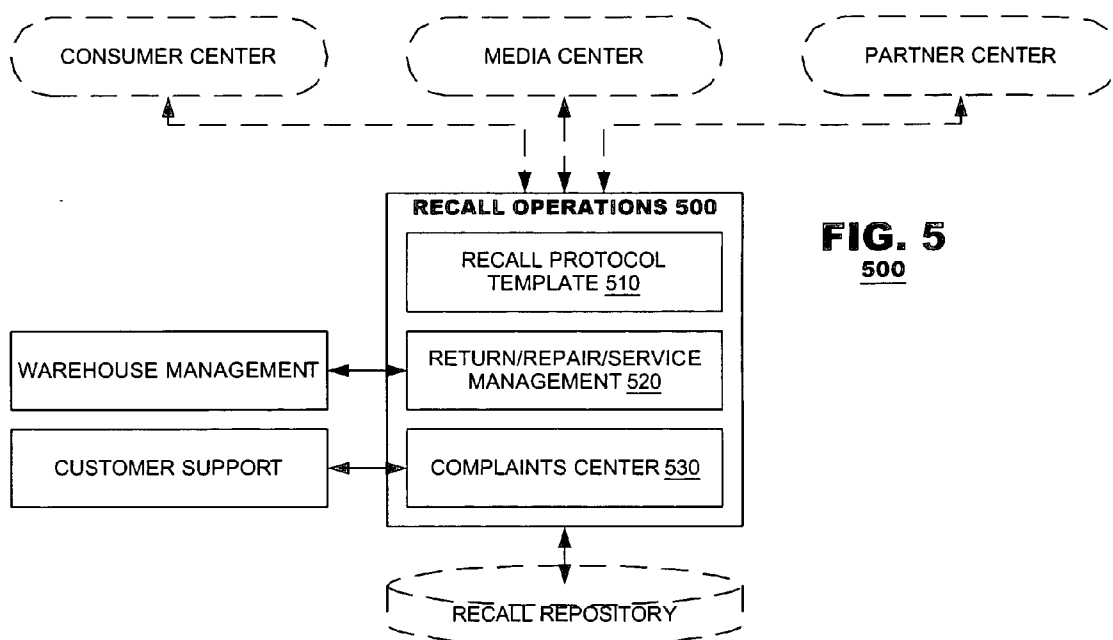 CONSUMER CENTER
MEDIA CENTER
PARTNER CENTER
RECALL OPERATIONS 500
RECALL PROTOCOL
TEMPLATE 510
FIG. 5
500
WAREHOUSE MANAGEMENT
RETURN/REPAIR/SERVICE
MANAGEMENT 520
CUSTOMER SUPPORT
COMPLAINTS CENTER 530
RECALL REPOSITORY